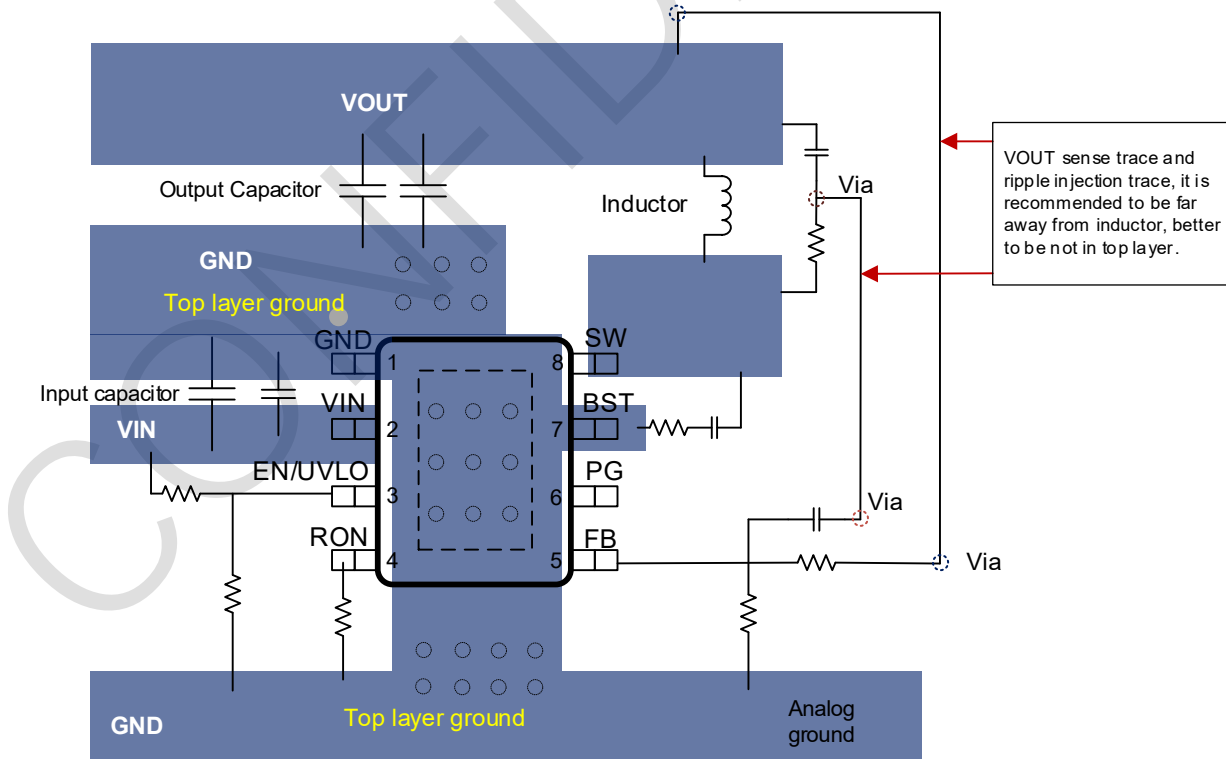 VOUT
Output Capacitor
Inductor
Via
VOUT sense trace and
ripple injection trace, it is
recommended to be far
away from inductor, better
to be not in top layer.
GND
Top layer ground
GND
1
8
SW
Input capacitor
VIN
VIN
2
7
BST
EN/UVLO
3
6
PG
RON
4
5
FB
Via
Via
GND
Top layer ground
Analog
ground